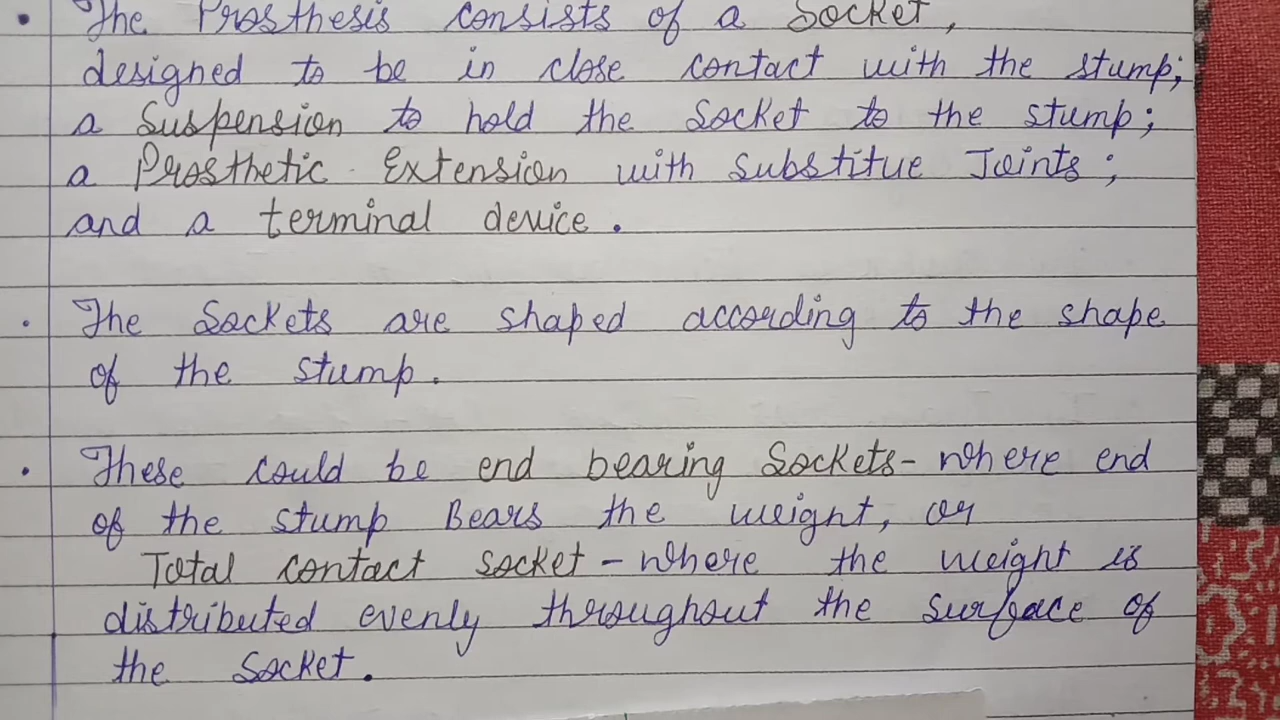 • The Prosthesis consists of a Socket,
designed to be in close contact with the stump;
a Suspension to hold the Socket to the stump;
a Prosthetic Extension with substitue Joints;
and a terminal device.
• The Sockets are shaped according to the shape
of the stump.
• These could be end bearing Sockets - where end
of the stump Bears the weight, or
Total contact socket - where the weight is
distributed evenly throughout the surface of
the Socket.